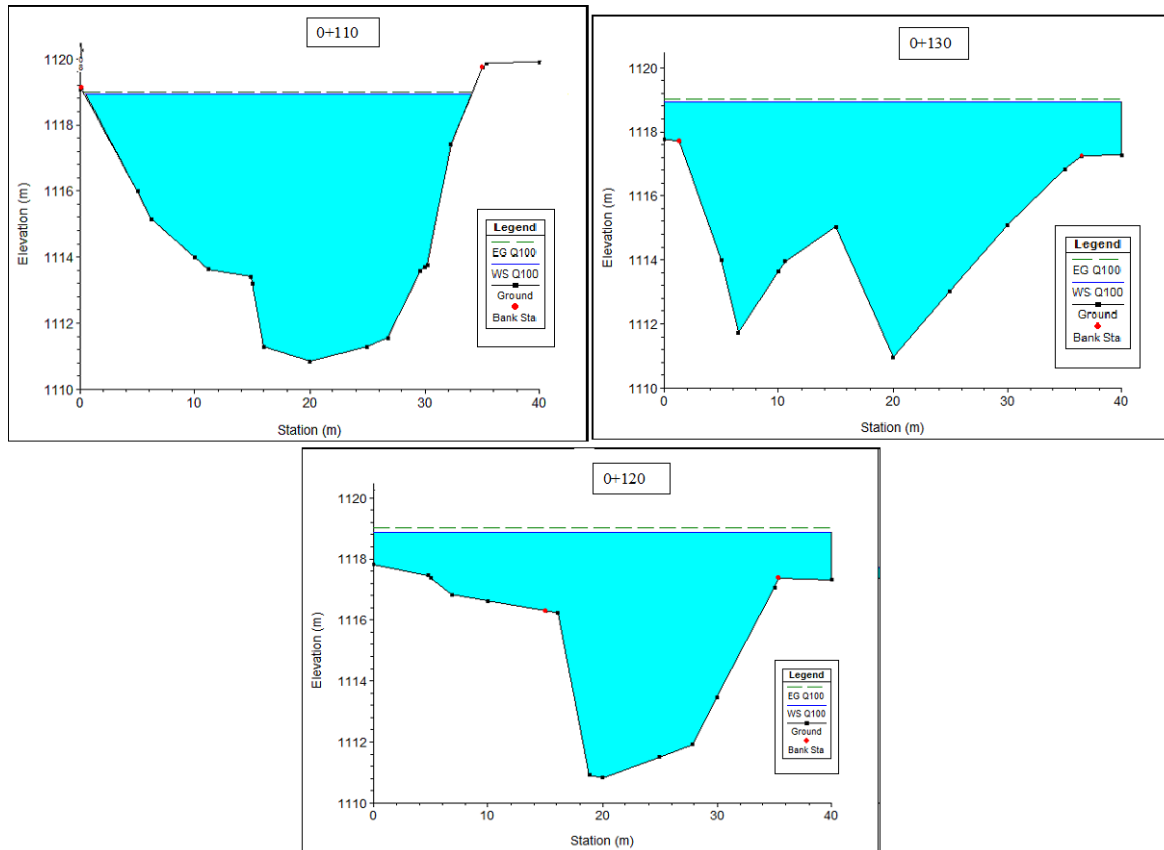 0+110
1120
1118
1116
1114
1112
1110
Elevation (m)
0
10
20
30
40
Station (m)
Legend
EG Q100
WS Q100
Ground
Bank Sta
0+130
1120
1118
1116
1114
1112
1110
Elevation (m)
0
10
20
30
40
Station (m)
Legend
EG Q100
WS Q100
Ground
Bank Sta
0+120
1120
1118
1116
1114
1112
1110
Elevation (m)
0
10
20
30
40
Station (m)
Legend
EG Q100
WS Q100
Ground
Bank Sta